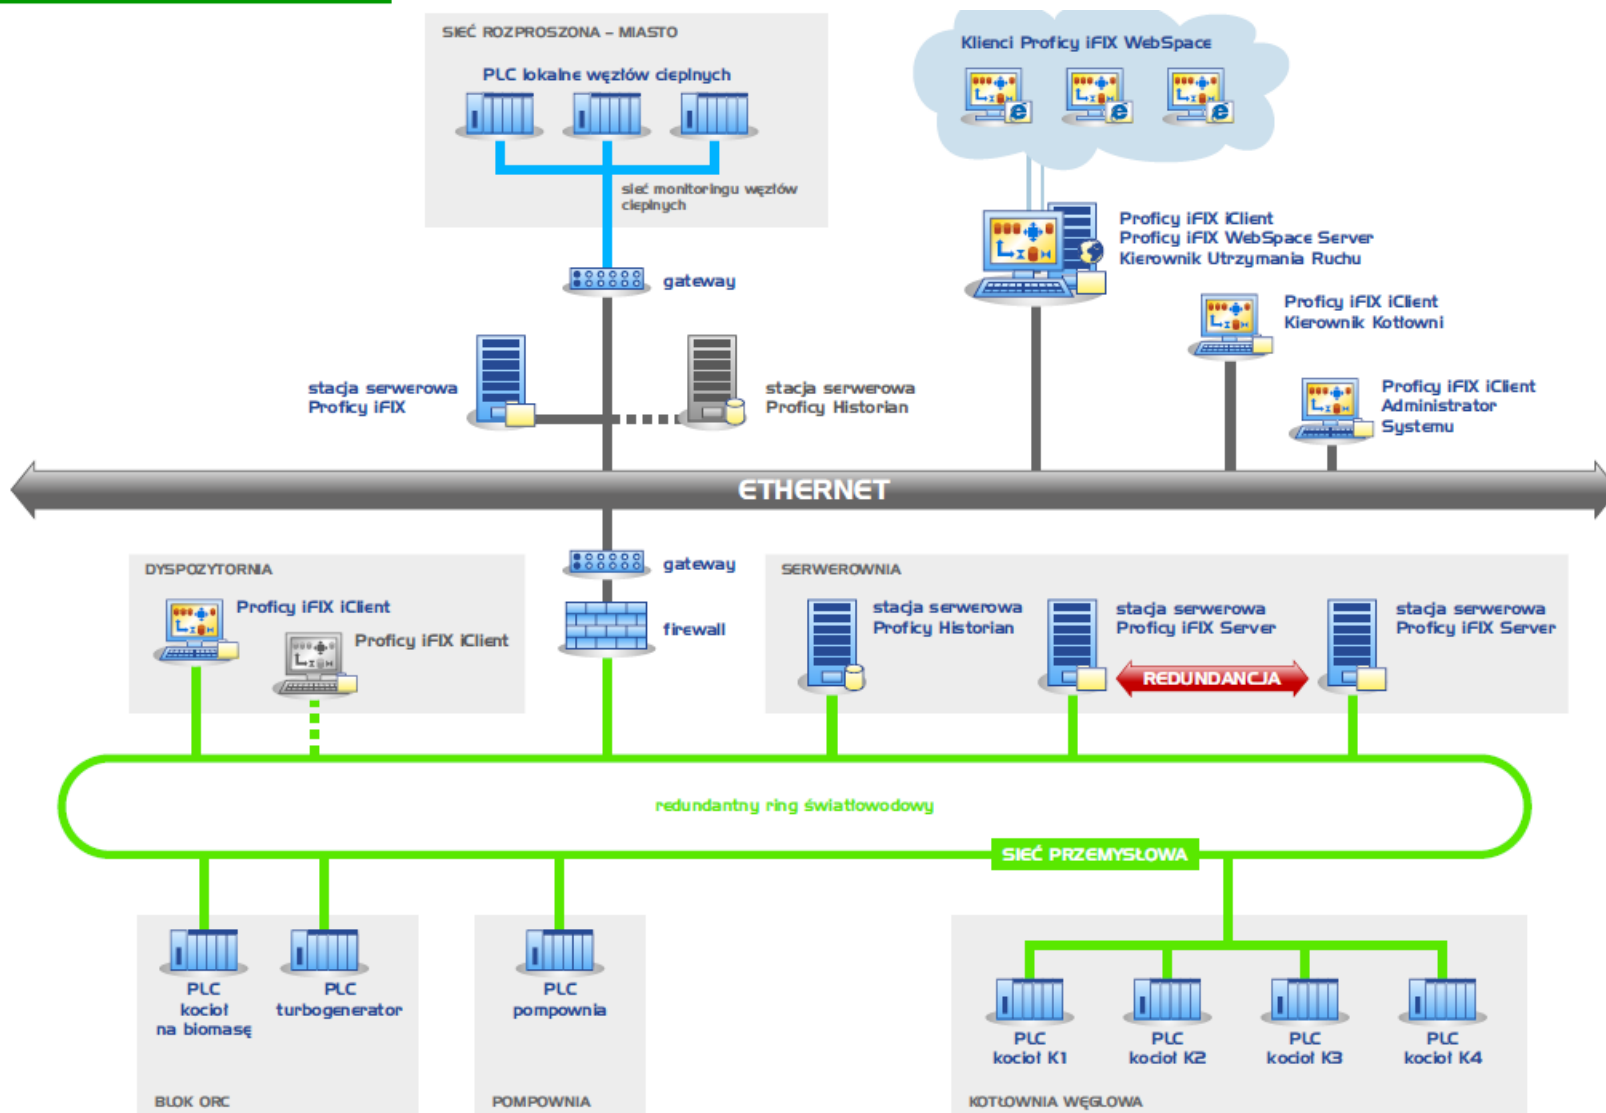 SIEĆ ROZPROSZONA – MIASTO
PLC lokalne węzłów cieplnych
sieć monitoringu węzłów
cieplnych
gateway
stacja serwerowa
Proficy iFIX
stacja serwerowa
Proficy Historian
Klienci Proficy iFIX WebSpace
Proficy iFIX iClient
Proficy iFIX WebSpace Server
Kierownik Utrzymania Ruchu
Proficy iFIX iClient
Kierownik Kotłowni
Proficy iFIX iClient
Administrator
Systemu
ETHERNET
DYSPOZYTORNIA
Proficy iFIX iClient
Proficy iFIX iClient
gateway
firewall
SERWEROWNIA
stacja serwerowa
Proficy Historian
stacja serwerowa
Proficy iFIX Server
REDUNDANCJA
stacja serwerowa
Proficy iFIX Server
redundantny ring światłowodowy
SIEĆ PRZEMYSŁOWA
PLC
kocioł
na biomasę
PLC
turbogenerator
BLOK ORC
PLC
pompownia
POMPOWNIA
PLC
kocioł K1
PLC
kocioł K2
PLC
kocioł K3
PLC
kocioł K4
KOTŁOWNIA WĘGLOWA